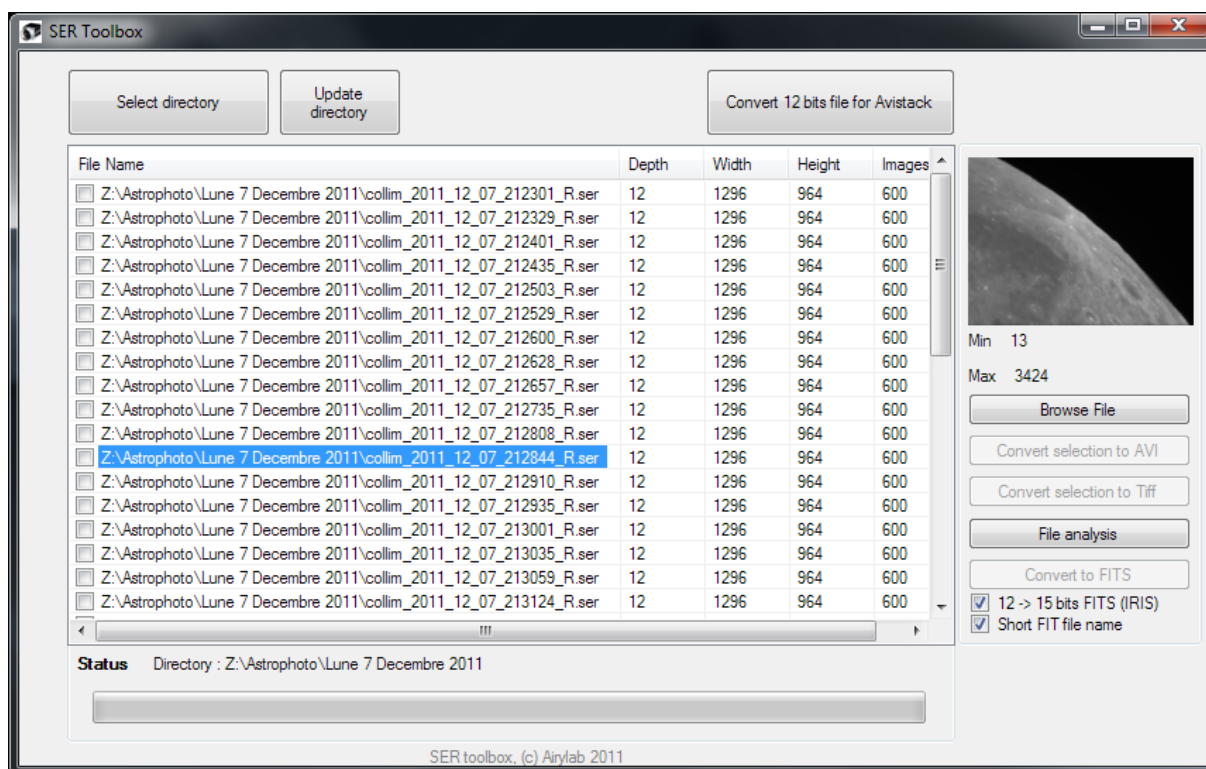 SER Toolbox
Select directory
Update directory
Convert 12 bits file for Avistack
File Name Depth Width Height Images
Z:\Astrophoto\Lune 7 Decembre 2011\collim_2011_12_07_212301_R.ser 12 1296 964 600
Z:\Astrophoto\Lune 7 Decembre 2011\collim_2011_12_07_212329_R.ser 12 1296 964 600
Z:\Astrophoto\Lune 7 Decembre 2011\collim_2011_12_07_212401_R.ser 12 1296 964 600
Z:\Astrophoto\Lune 7 Decembre 2011\collim_2011_12_07_212435_R.ser 12 1296 964 600
Z:\Astrophoto\Lune 7 Decembre 2011\collim_2011_12_07_212503_R.ser 12 1296 964 600
Z:\Astrophoto\Lune 7 Decembre 2011\collim_2011_12_07_212529_R.ser 12 1296 964 600
Z:\Astrophoto\Lune 7 Decembre 2011\collim_2011_12_07_212600_R.ser 12 1296 964 600
Z:\Astrophoto\Lune 7 Decembre 2011\collim_2011_12_07_212628_R.ser 12 1296 964 600
Z:\Astrophoto\Lune 7 Decembre 2011\collim_2011_12_07_212657_R.ser 12 1296 964 600
Z:\Astrophoto\Lune 7 Decembre 2011\collim_2011_12_07_212735_R.ser 12 1296 964 600
Z:\Astrophoto\Lune 7 Decembre 2011\collim_2011_12_07_212808_R.ser 12 1296 964 600
Z:\Astrophoto\Lune 7 Decembre 2011\collim_2011_12_07_212844_R.ser 12 1296 964 600
Z:\Astrophoto\Lune 7 Decembre 2011\collim_2011_12_07_212910_R.ser 12 1296 964 600
Z:\Astrophoto\Lune 7 Decembre 2011\collim_2011_12_07_212935_R.ser 12 1296 964 600
Z:\Astrophoto\Lune 7 Decembre 2011\collim_2011_12_07_213001_R.ser 12 1296 964 600
Z:\Astrophoto\Lune 7 Decembre 2011\collim_2011_12_07_213035_R.ser 12 1296 964 600
Z:\Astrophoto\Lune 7 Decembre 2011\collim_2011_12_07_213059_R.ser 12 1296 964 600
Z:\Astrophoto\Lune 7 Decembre 2011\collim_2011_12_07_213124_R.ser 12 1296 964 600
Min 13
Max 3424
Browse File
Convert selection to AVI
Convert selection to Tiff
File analysis
Convert to FITS
12 -> 15 bits FITS (IRIS)
Short FIT file name
Status Directory : Z:\Astrophoto\Lune 7 Decembre 2011
SER toolbox, (c) Airylab 2011